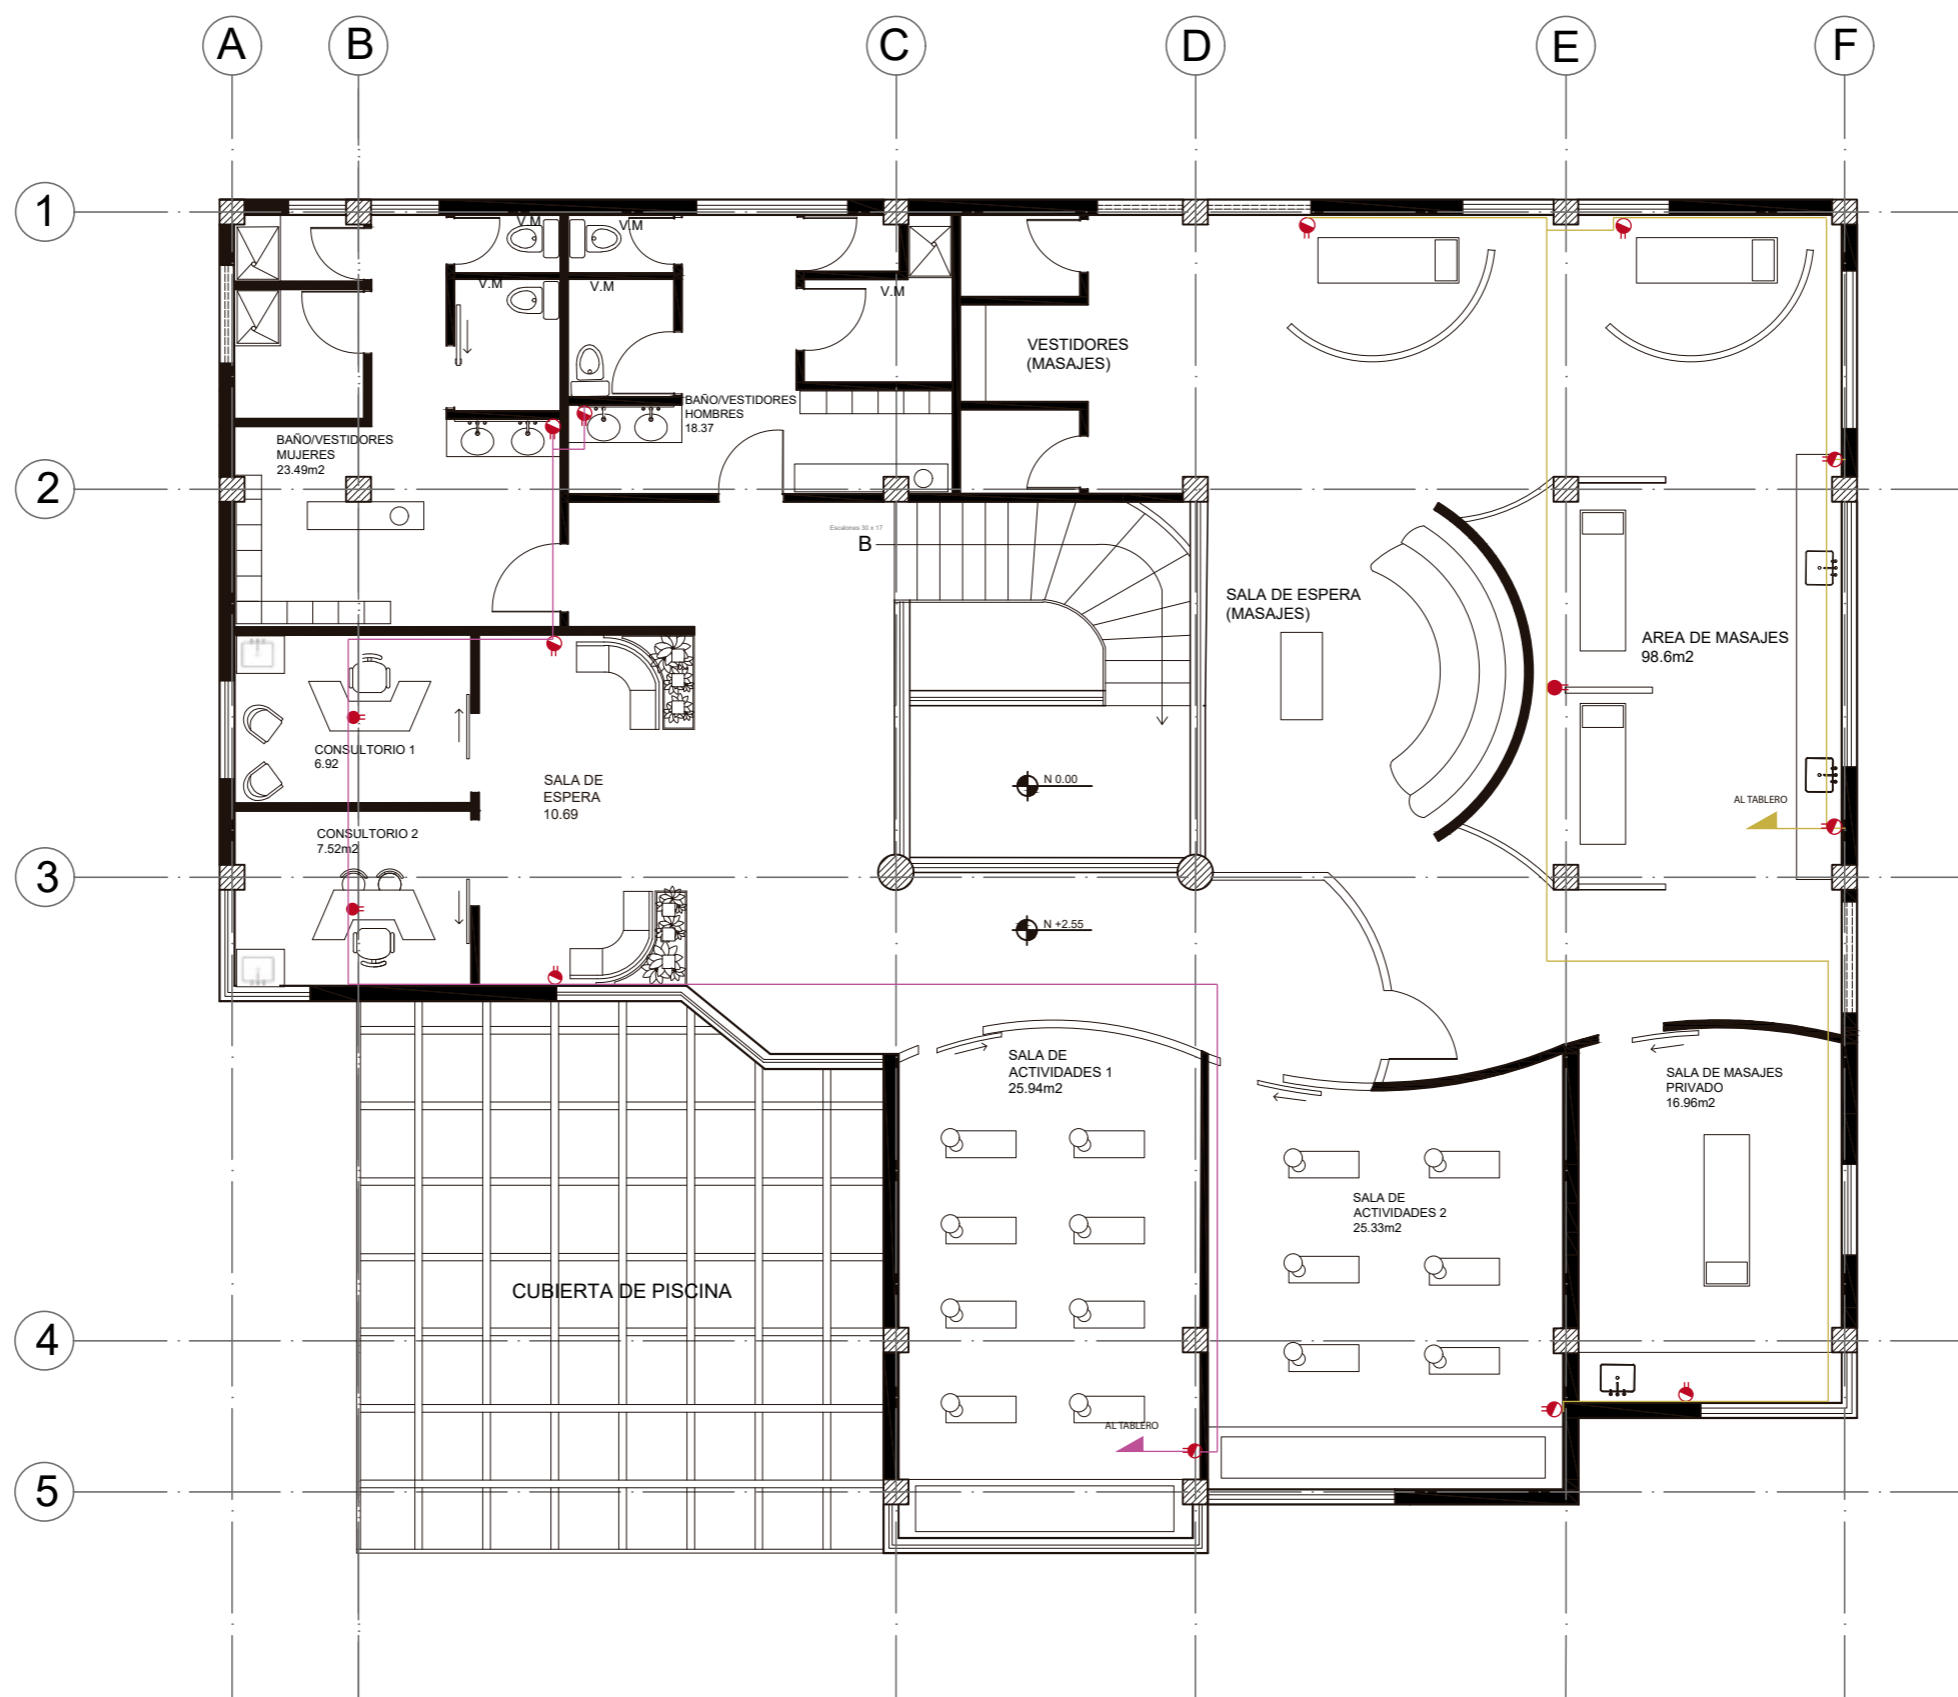 A
B
C
D
E
F
1
2
3
4
5
V.M
V.M
V.M
V.M
V.M
BAÑO/VESTIDORES
MUJERES
23.49m2
BAÑO/VESTIDORES
HOMBRES
18.37
VESTIDORES
(MASAJES)
Escalones 30 x 17
B
SALA DE ESPERA
(MASAJES)
AREA DE MASAJES
98.6m2
CONSULTORIO 1
6.92
SALA DE
ESPERA
10.69
N 0.00
AL TABLERO
CONSULTORIO 2
7.52m2
N +2.55
SALA DE
ACTIVIDADES 1
25.94m2
SALA DE MASAJES
PRIVADO
16.96m2
SALA DE
ACTIVIDADES 2
25.33m2
CUBIERTA DE PISCINA
AL TABLERO